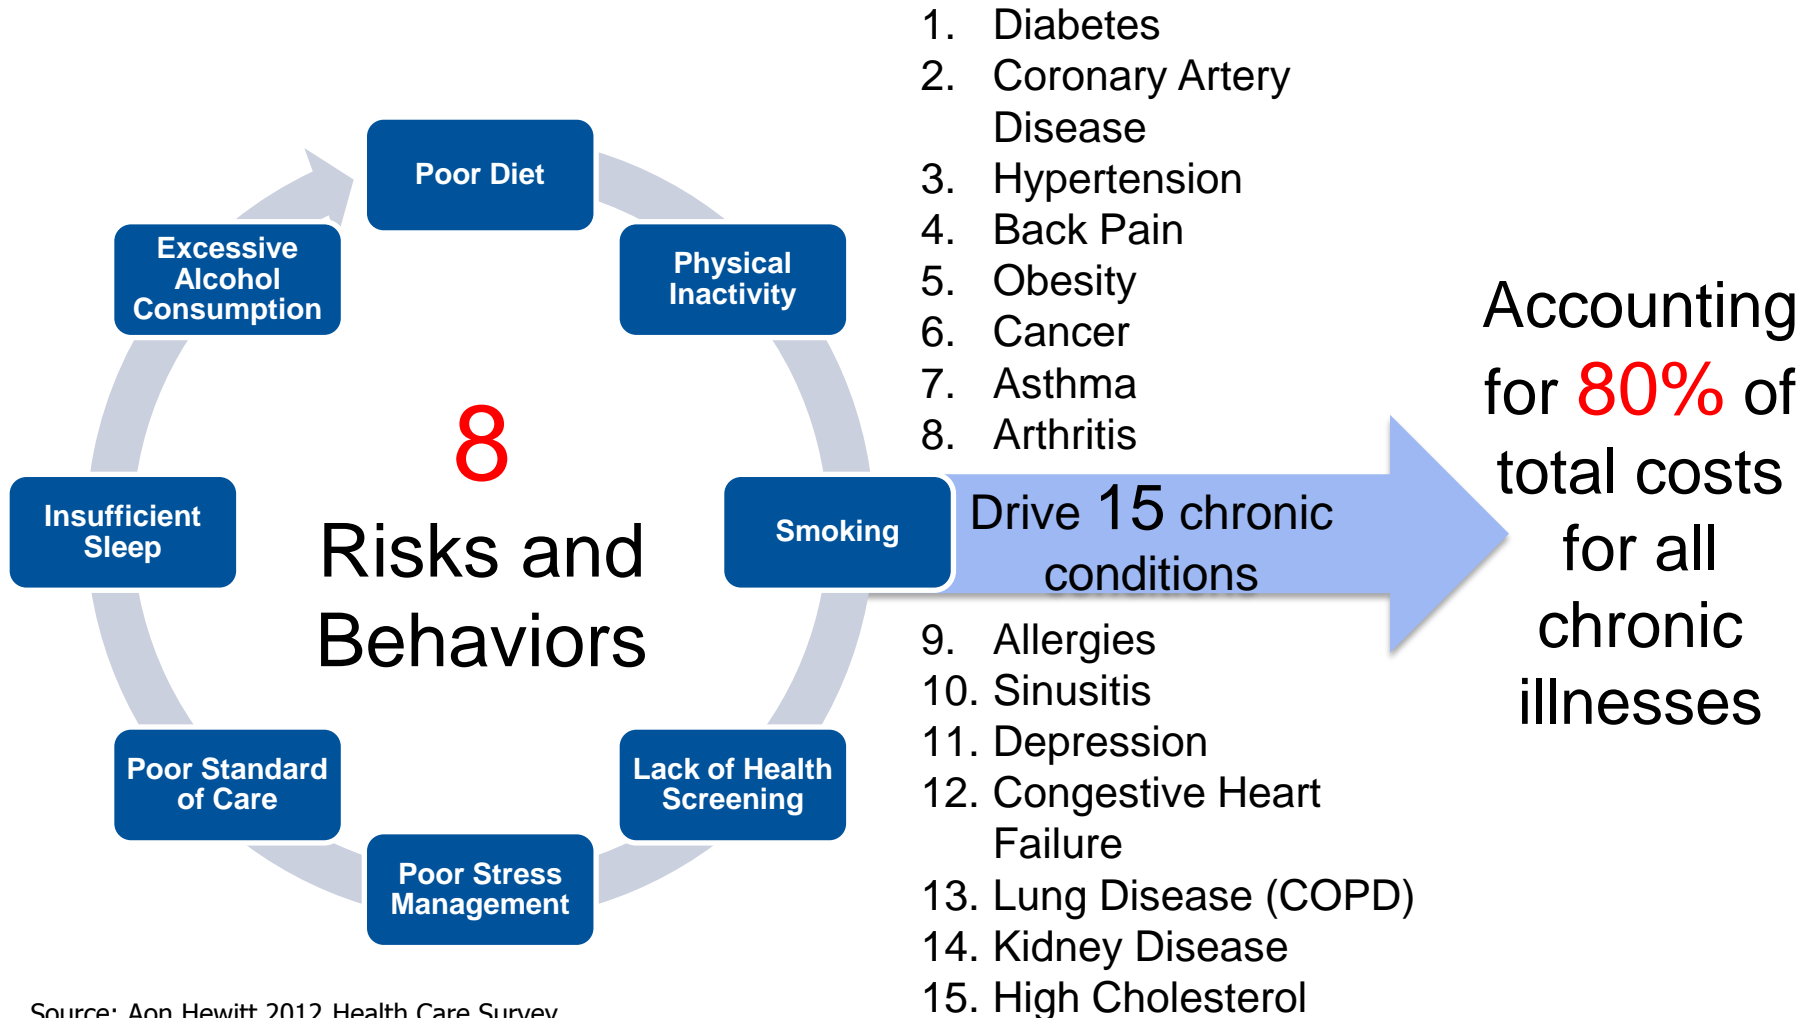 Poor Diet
Physical
Inactivity
Smoking
Lack of Health
Screening
Poor Stress
Management
Poor Standard
of Care
Insufficient
Sleep
Excessive
Alcohol
Consumption
8
Risks and
Behaviors
1. Diabetes
2. Coronary Artery
Disease
3. Hypertension
4. Back Pain
5. Obesity
6. Cancer
7. Asthma
8. Arthritis
Drive 15 chronic
conditions
9. Allergies
10. Sinusitis
11. Depression
12. Congestive Heart
Failure
13. Lung Disease (COPD)
14. Kidney Disease
15. High Cholesterol
Accounting
for 80% of
total costs
for all
chronic
illnesses
Source: Aon Hewitt 2012 Health Care Survey